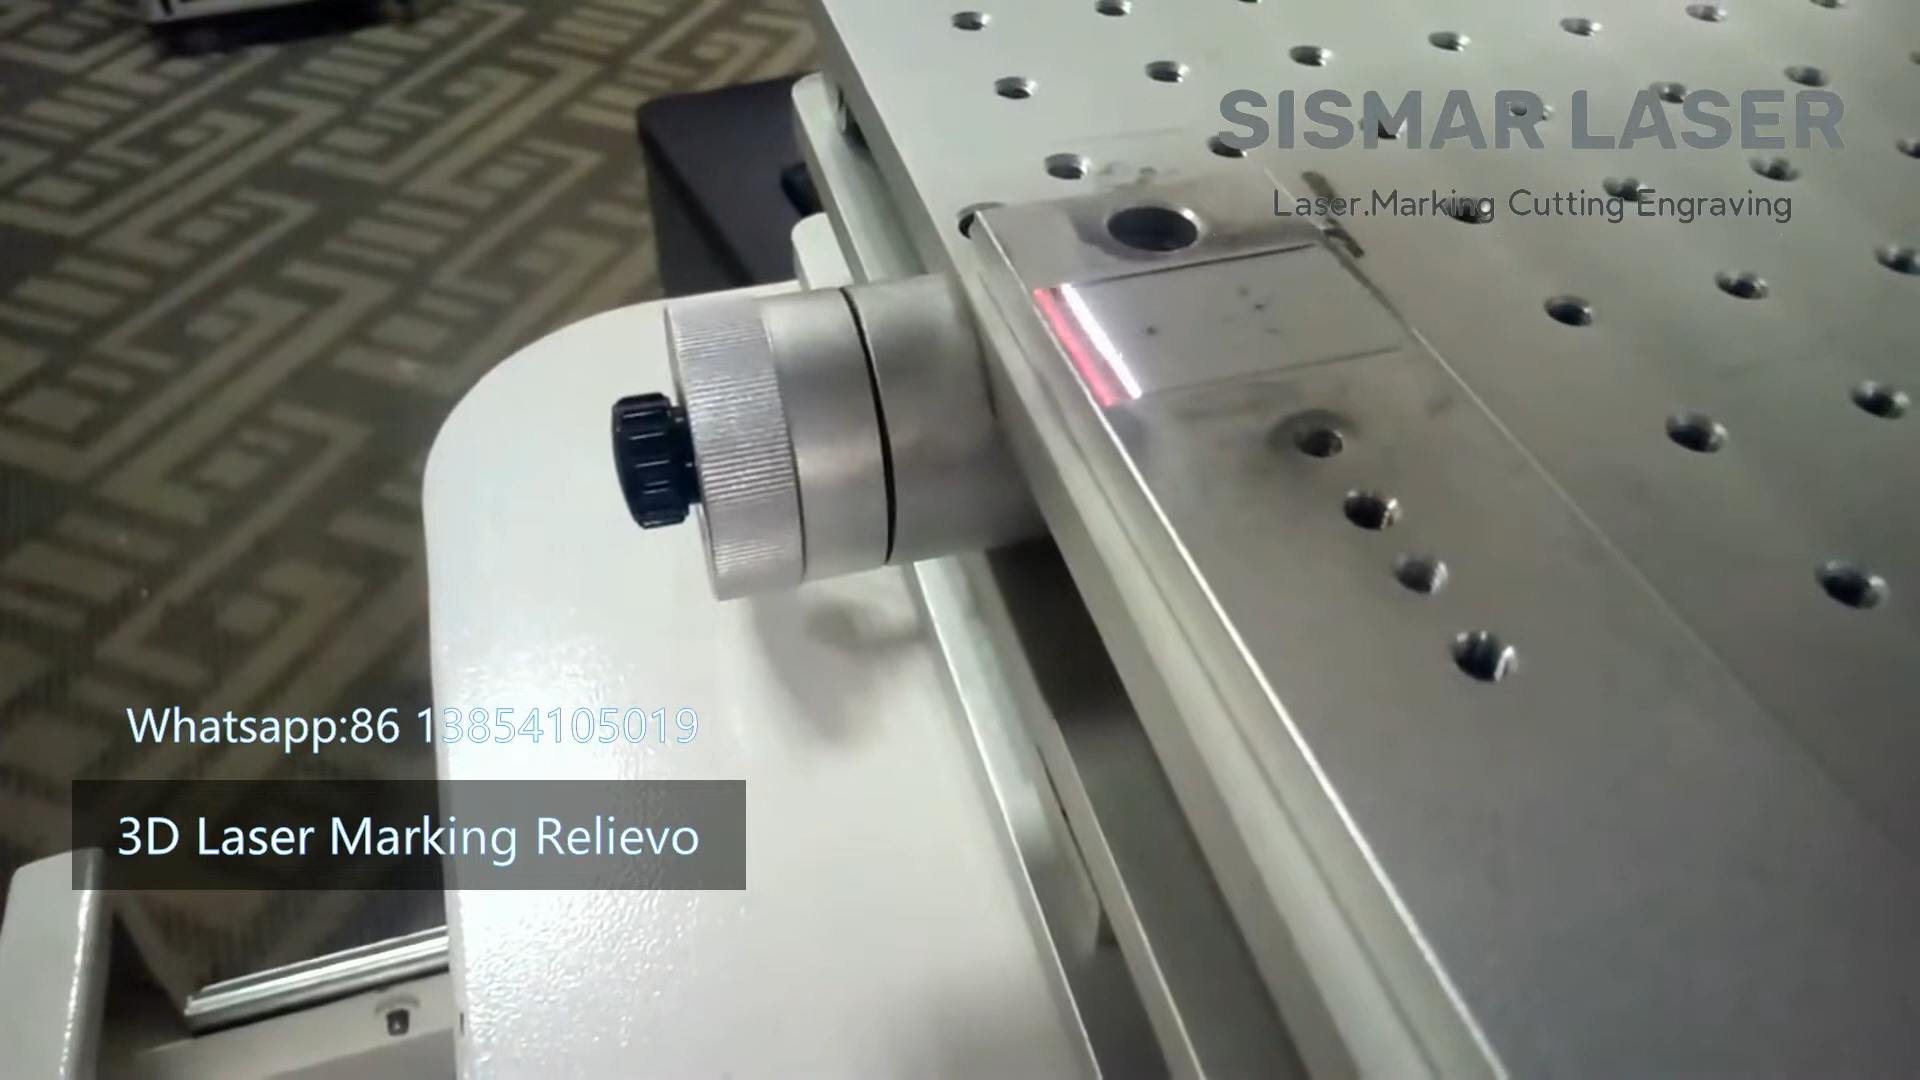 SISMAR LASER
Laser.Marking Cutting Engraving
Whatsapp:86 13854105019
3D Laser Marking Relievo